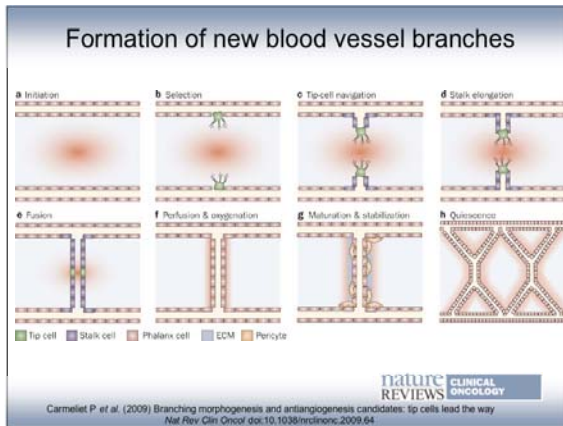 Formation of new blood vessel branches
a Initiation
b Selection
c Tip-cell navigation
d Stalk elongation
e Fusion
f Perfusion & oxygenation
g Maturation & stabilization
h Quiescence
Tip cell Stalk cell Phalanx cell ECM Pericyte
nature
REVIEWS CLINICAL
ONCOLOGY
Carmeliet P et al. (2009) Branching morphogenesis and antiangiogenesis candidates: tip cells lead the way
Nat Rev Clin Oncol doi:10.1038/nrclinonc.2009.64